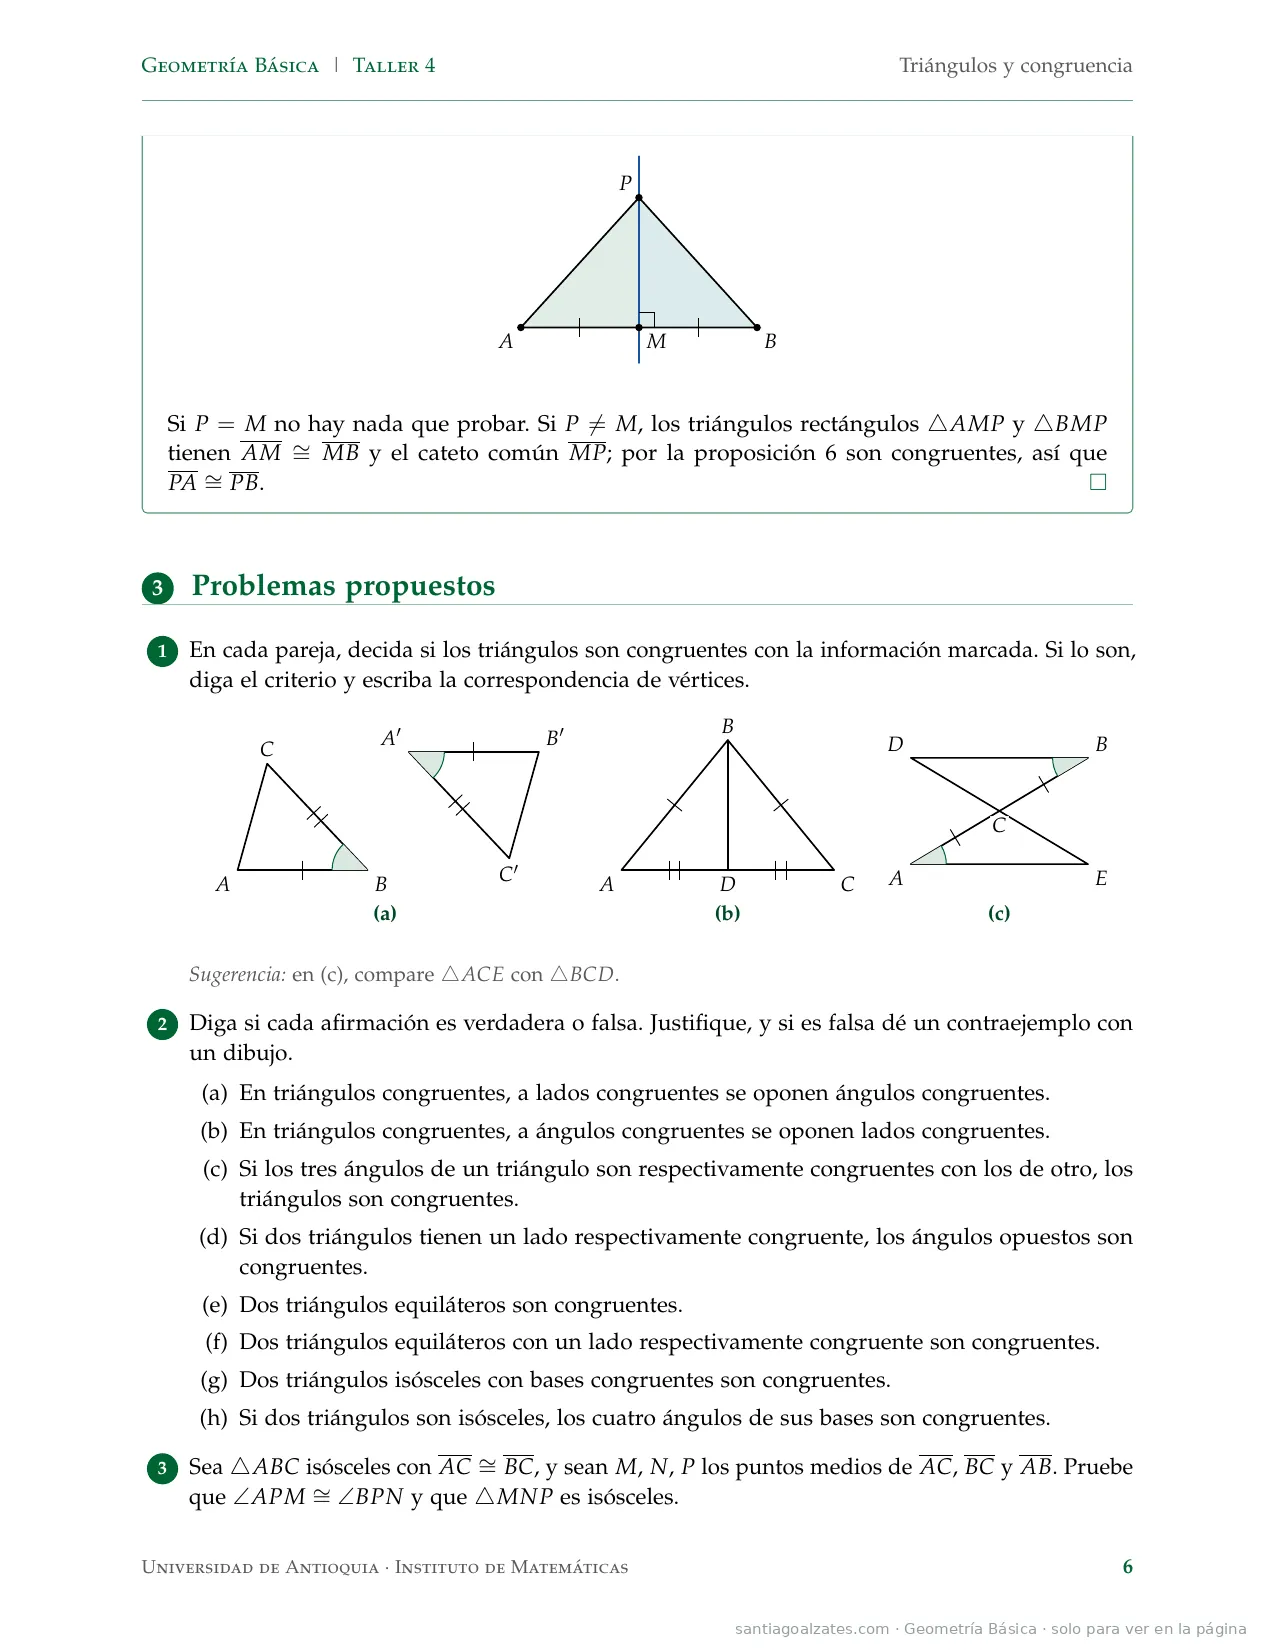 Geometría Básica | Taller 4
Triángulos y congruencia
P
A
M
B
Si P = M no hay nada que probar. Si P ≠ M, los triángulos rectángulos △AMP y △BMP
tienen \overline{AM} ≅ \overline{MB} y el cateto común \overline{MP}; por la proposición 6 son congruentes, así que
\overline{PA} ≅ \overline{PB}. □
3 Problemas propuestos
1 En cada pareja, decida si los triángulos son congruentes con la información marcada. Si lo son,
diga el criterio y escriba la correspondencia de vértices.
C
A
B
A′
B′
C′
(a)
B
A
D
C
(b)
D
B
C
A
E
(c)
Sugerencia: en (c), compare △ACE con △BCD.
2 Diga si cada afirmación es verdadera o falsa. Justifique, y si es falsa dé un contraejemplo con
un dibujo.
(a) En triángulos congruentes, a lados congruentes se oponen ángulos congruentes.
(b) En triángulos congruentes, a ángulos congruentes se oponen lados congruentes.
(c) Si los tres ángulos de un triángulo son respectivamente congruentes con los de otro, los
triángulos son congruentes.
(d) Si dos triángulos tienen un lado respectivamente congruente, los ángulos opuestos son
congruentes.
(e) Dos triángulos equiláteros son congruentes.
(f) Dos triángulos equiláteros con un lado respectivamente congruente son congruentes.
(g) Dos triángulos isósceles con bases congruentes son congruentes.
(h) Si dos triángulos son isósceles, los cuatro ángulos de sus bases son congruentes.
3 Sea △ABC isósceles con \overline{AC} ≅ \overline{BC}, y sean M, N, P los puntos medios de \overline{AC}, \overline{BC} y \overline{AB}. Pruebe
que ∠APM ≅ ∠BPN y que △MNP es isósceles.
Universidad de Antioquia · Instituto de Matemáticas
6
santiagoalzates.com · Geometría Básica · solo para ver en la página